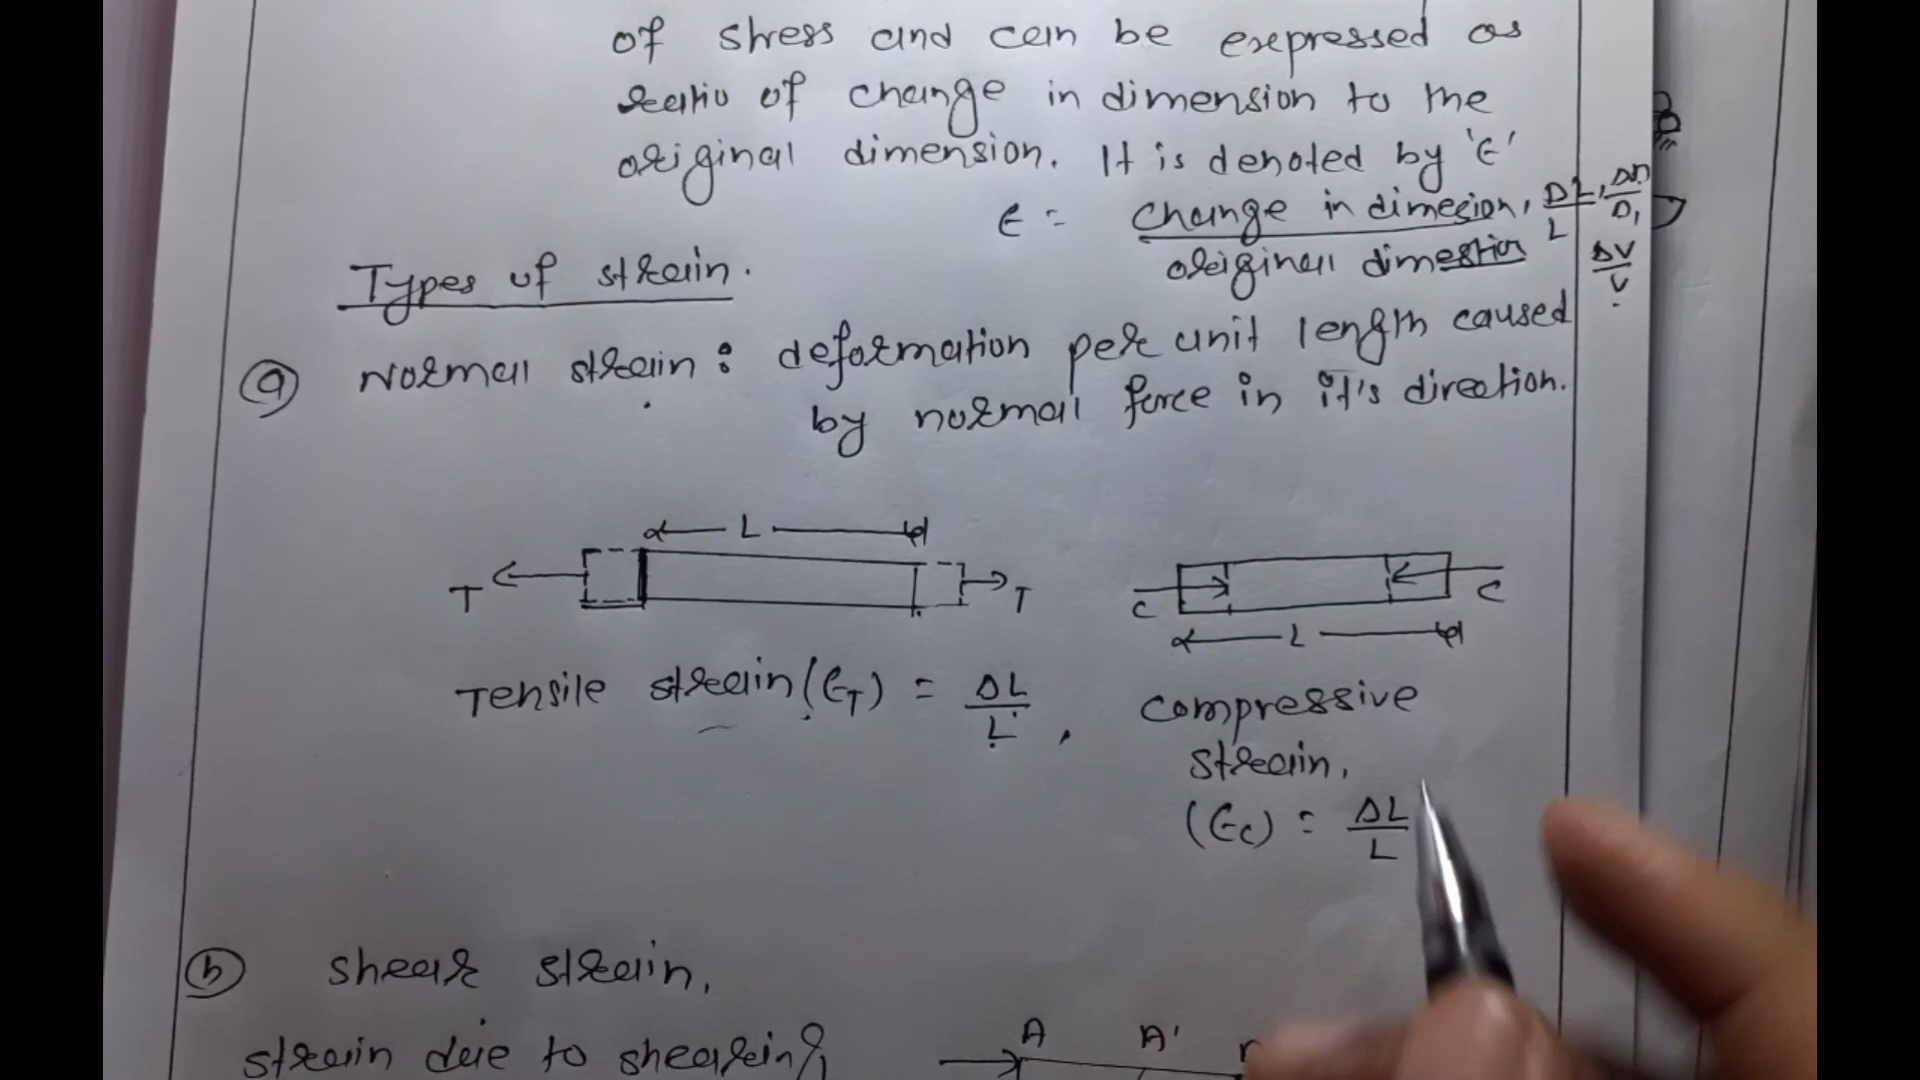 of stress and can be expressed as
ratio of change in dimension to the
original dimension. It is denoted by 'ϵ'
ϵ = change in dimension, ΔL/L, ΔD/D,
original dimension ΔV/V
Types of strain.
(a) Normal strain : deformation per unit length caused
by normal force in it's direction.
L
T T
C C
L
Tensile strain (ϵT) = ΔL/L , compressive
strain,
(ϵc) = ΔL/L
(b) shear strain,
strain due to shearing
A A'